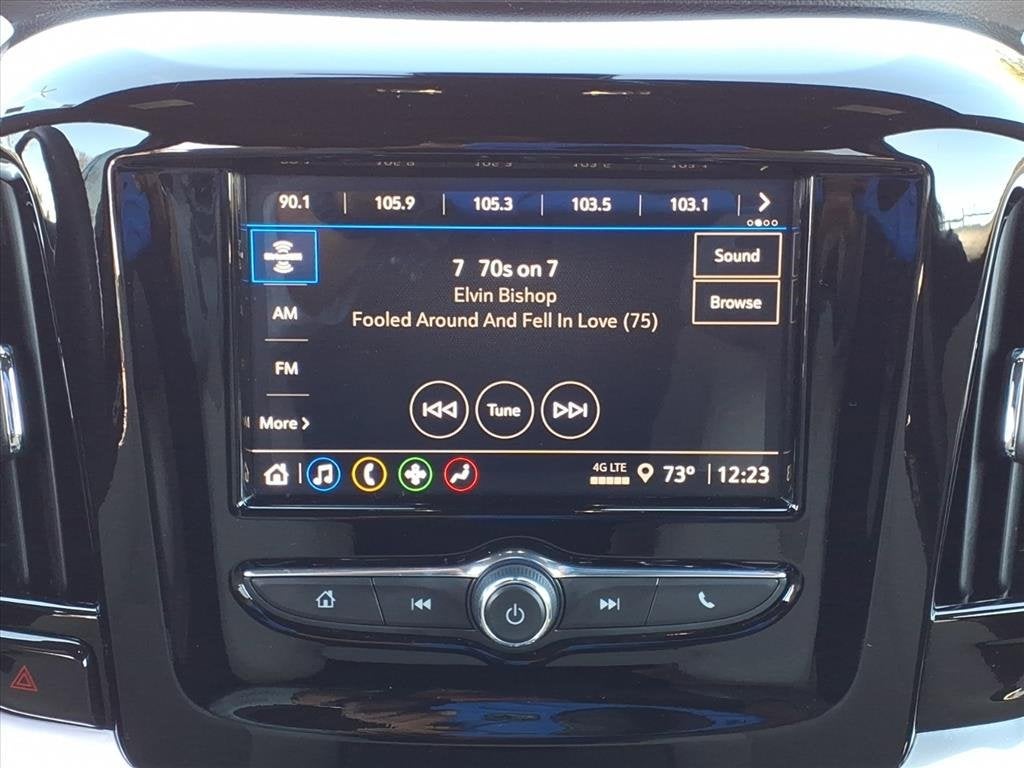 90.1 105.9 105.3 103.5 103.1
SiriusXM
7 70s on 7
Elvin Bishop
Fooled Around And Fell In Love (75)
Sound
Browse
AM
FM
More
Tune
4G LTE
73°
12:23